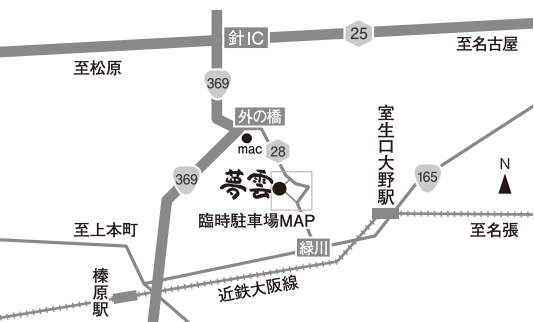 針IC
25
至名古屋
至松原
369
外の橋
mac
28
室生口大野駅
165
N
369
夢雲
臨時駐車場MAP
至上本町
緑川
至名張
榛原駅
近鉄大阪線